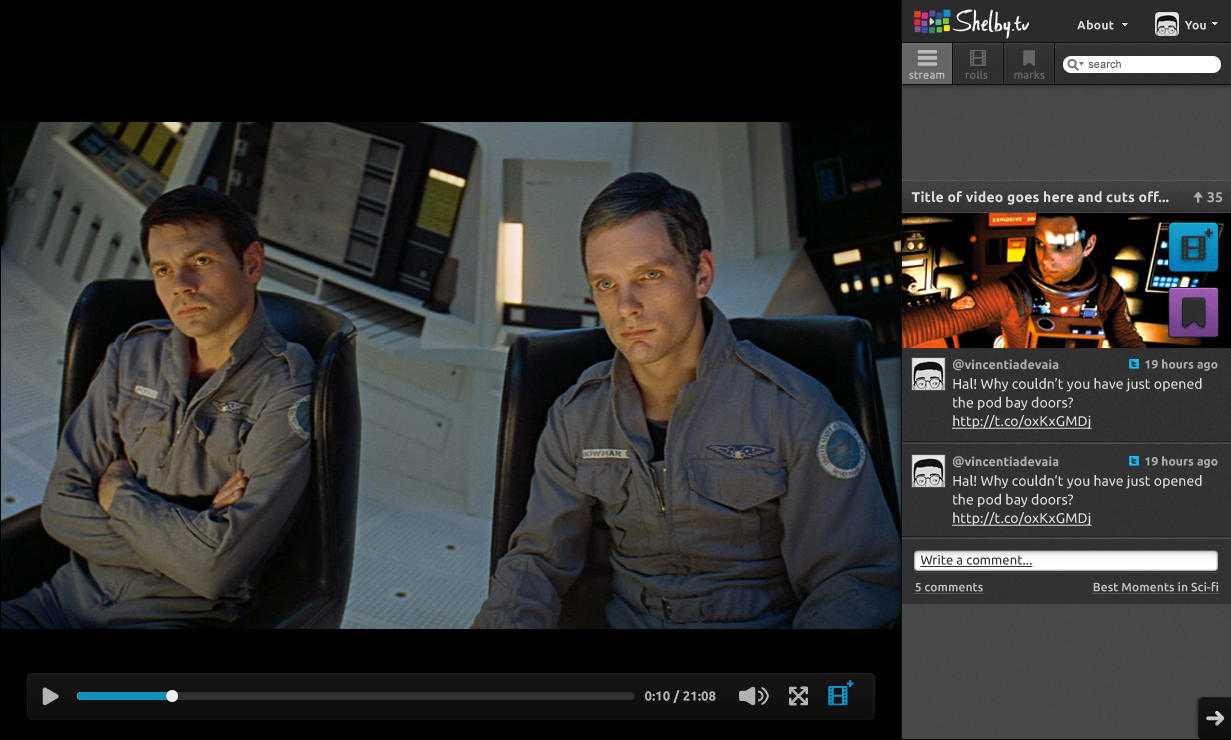 Shelby.tv
About
You
stream
rolls
marks
search
Title of video goes here and cuts off...
35
EXPLOSIVE BO
@vincentiadevaia
19 hours ago
Hal! Why couldn't you have just opened
the pod bay doors?
http://t.co/oxKxGMDj
@vincentiadevaia
19 hours ago
Hal! Why couldn't you have just opened
the pod bay doors?
http://t.co/oxKxGMDj
Write a comment...
5 comments
Best Moments in Sci-fi
BOWMAN
0:10 / 21:08